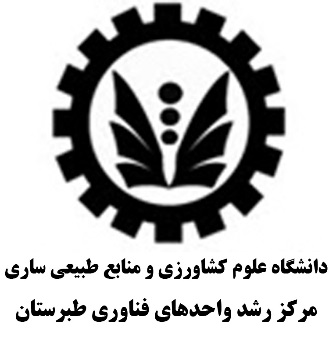 دانشگاه علوم کشاورزی و منابع طبیعی ساری
مرکز رشد واحدهای فناوری طبرستان